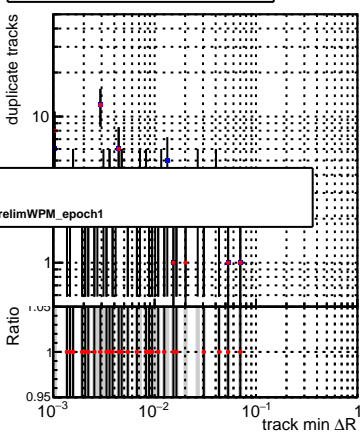 duplicate tracks
10
relimWPM_epoch1
1
Ratio
1.05
1
0.95
10⁻³
10⁻²
10⁻¹
1
track min ΔR